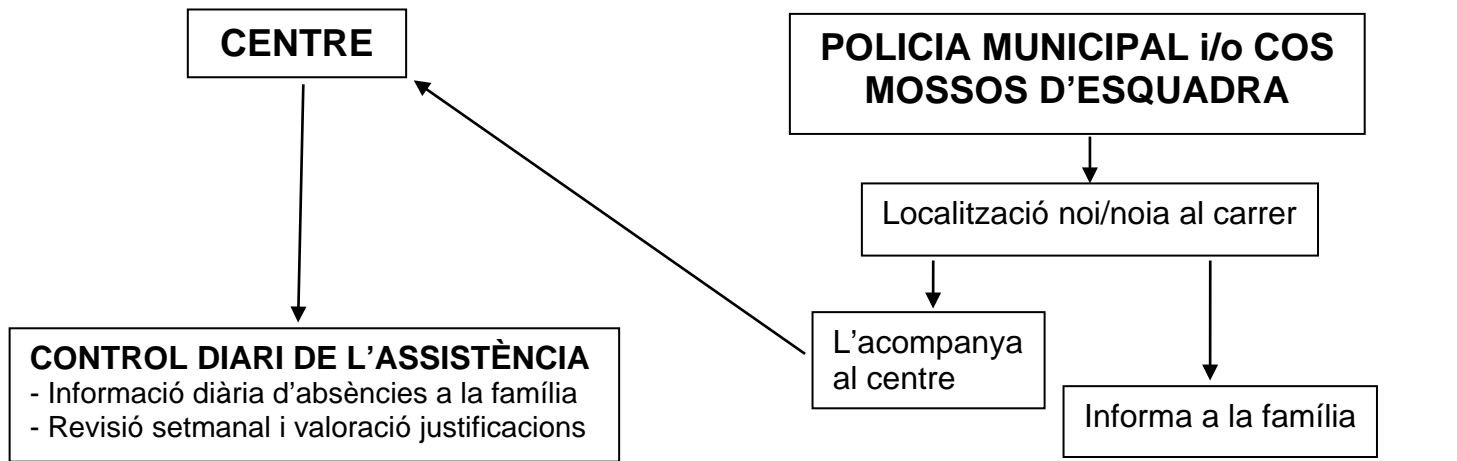 CENTRE
POLICIA MUNICIPAL i/o COS
MOSSOS D’ESQUADRA
Localització noi/noia al carrer
L’acompanya
al centre
Informa a la família
CONTROL DIARI DE L’ASSISTÈNCIA
- Informació diària d’absències a la família
- Revisió setmanal i valoració justificacions